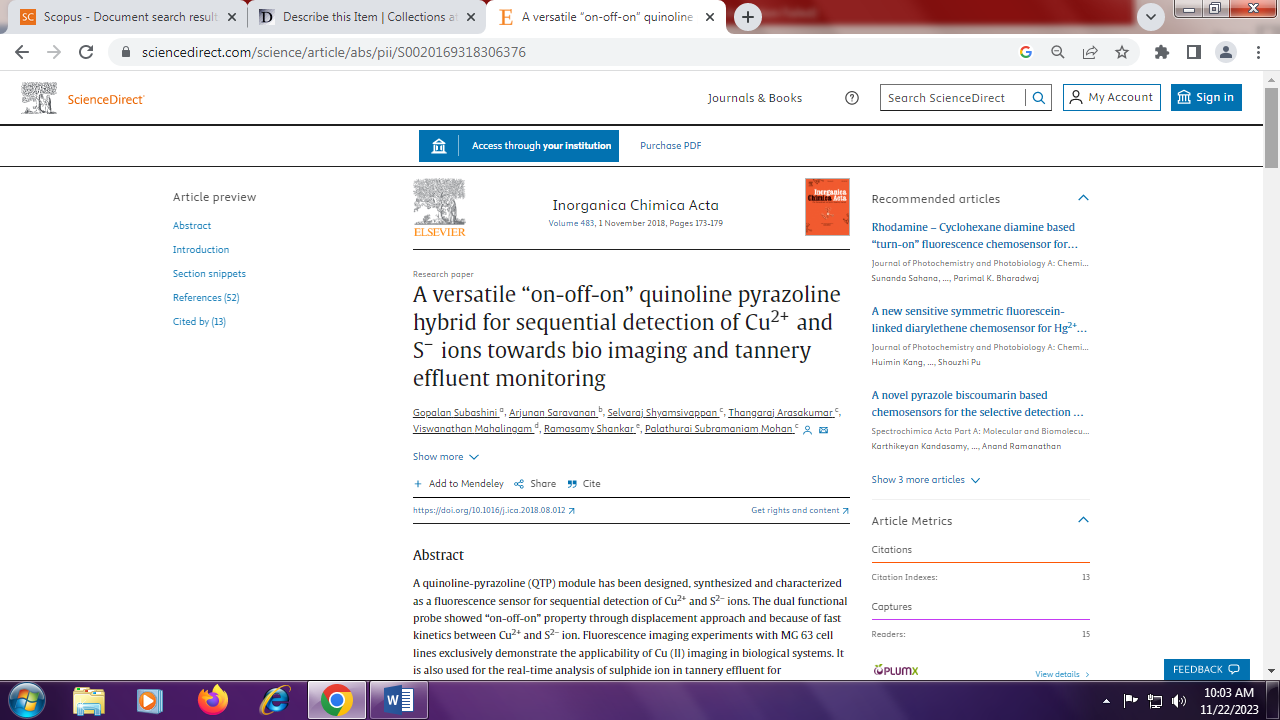 Scopus - Document search result
Describe this Item | Collections at
A versatile “on-off-on” quinoline
sciencedirect.com/science/article/abs/pii/S0020169318306376
ScienceDirect
Journals & Books
Search ScienceDirect
My Account
Sign in
Access through your institution
Purchase PDF
Article preview
Abstract
Introduction
Section snippets
References (52)
Cited by (13)
ELSEVIER
Inorganica Chimica Acta
Volume 483, 1 November 2018, Pages 173-179
Inorganica
Chimica Acta
Research paper
A versatile “on-off-on” quinoline pyrazoline
hybrid for sequential detection of Cu²⁺ and
S⁻ ions towards bio imaging and tannery
effluent monitoring
Gopalan Subashini ᵃ, Arjunan Saravanan ᵇ, Selvaraj Shyamsivappan ᶜ, Thangaraj Arasakumar ᶜ,
Viswanathan Mahalingam ᵈ, Ramasamy Shankar ᵉ, Palathurai Subramaniam Mohan ᶜ
Show more
Add to Mendeley
Share
Cite
https://doi.org/10.1016/j.ica.2018.08.012
Get rights and content
Abstract
A quinoline-pyrazoline (QTP) module has been designed, synthesized and characterized
as a fluorescence sensor for sequential detection of Cu²⁺ and S²⁻ ions. The dual functional
probe showed “on-off-on” property through displacement approach and because of fast
kinetics between Cu²⁺ and S²⁻ ion. Fluorescence imaging experiments with MG 63 cell
lines exclusively demonstrate the applicability of Cu (II) imaging in biological systems. It
is also used for the real-time analysis of sulphide ion in tannery effluent for
Recommended articles
Rhodamine – Cyclohexane diamine based
“turn-on” fluorescence chemosensor for…
Journal of Photochemistry and Photobiology A: Chemi...
Sunanda Sahana, …, Parimal K. Bharadwaj
A new sensitive symmetric fluorescein-
linked diarylethene chemosensor for Hg²⁺…
Journal of Photochemistry and Photobiology A: Chemi...
Huimin Kang, …, Shouzhi Pu
A novel pyrazole biscoumarin based
chemosensors for the selective detection …
Spectrochimica Acta Part A: Molecular and Biomolecu...
Karthikeyan Kandasamy, …, Anand Ramanathan
Show 3 more articles
Article Metrics
Citations
Citation Indexes: 13
Captures
Readers: 15
PLUMX
View details
FEEDBACK
10:03 AM
11/22/2023